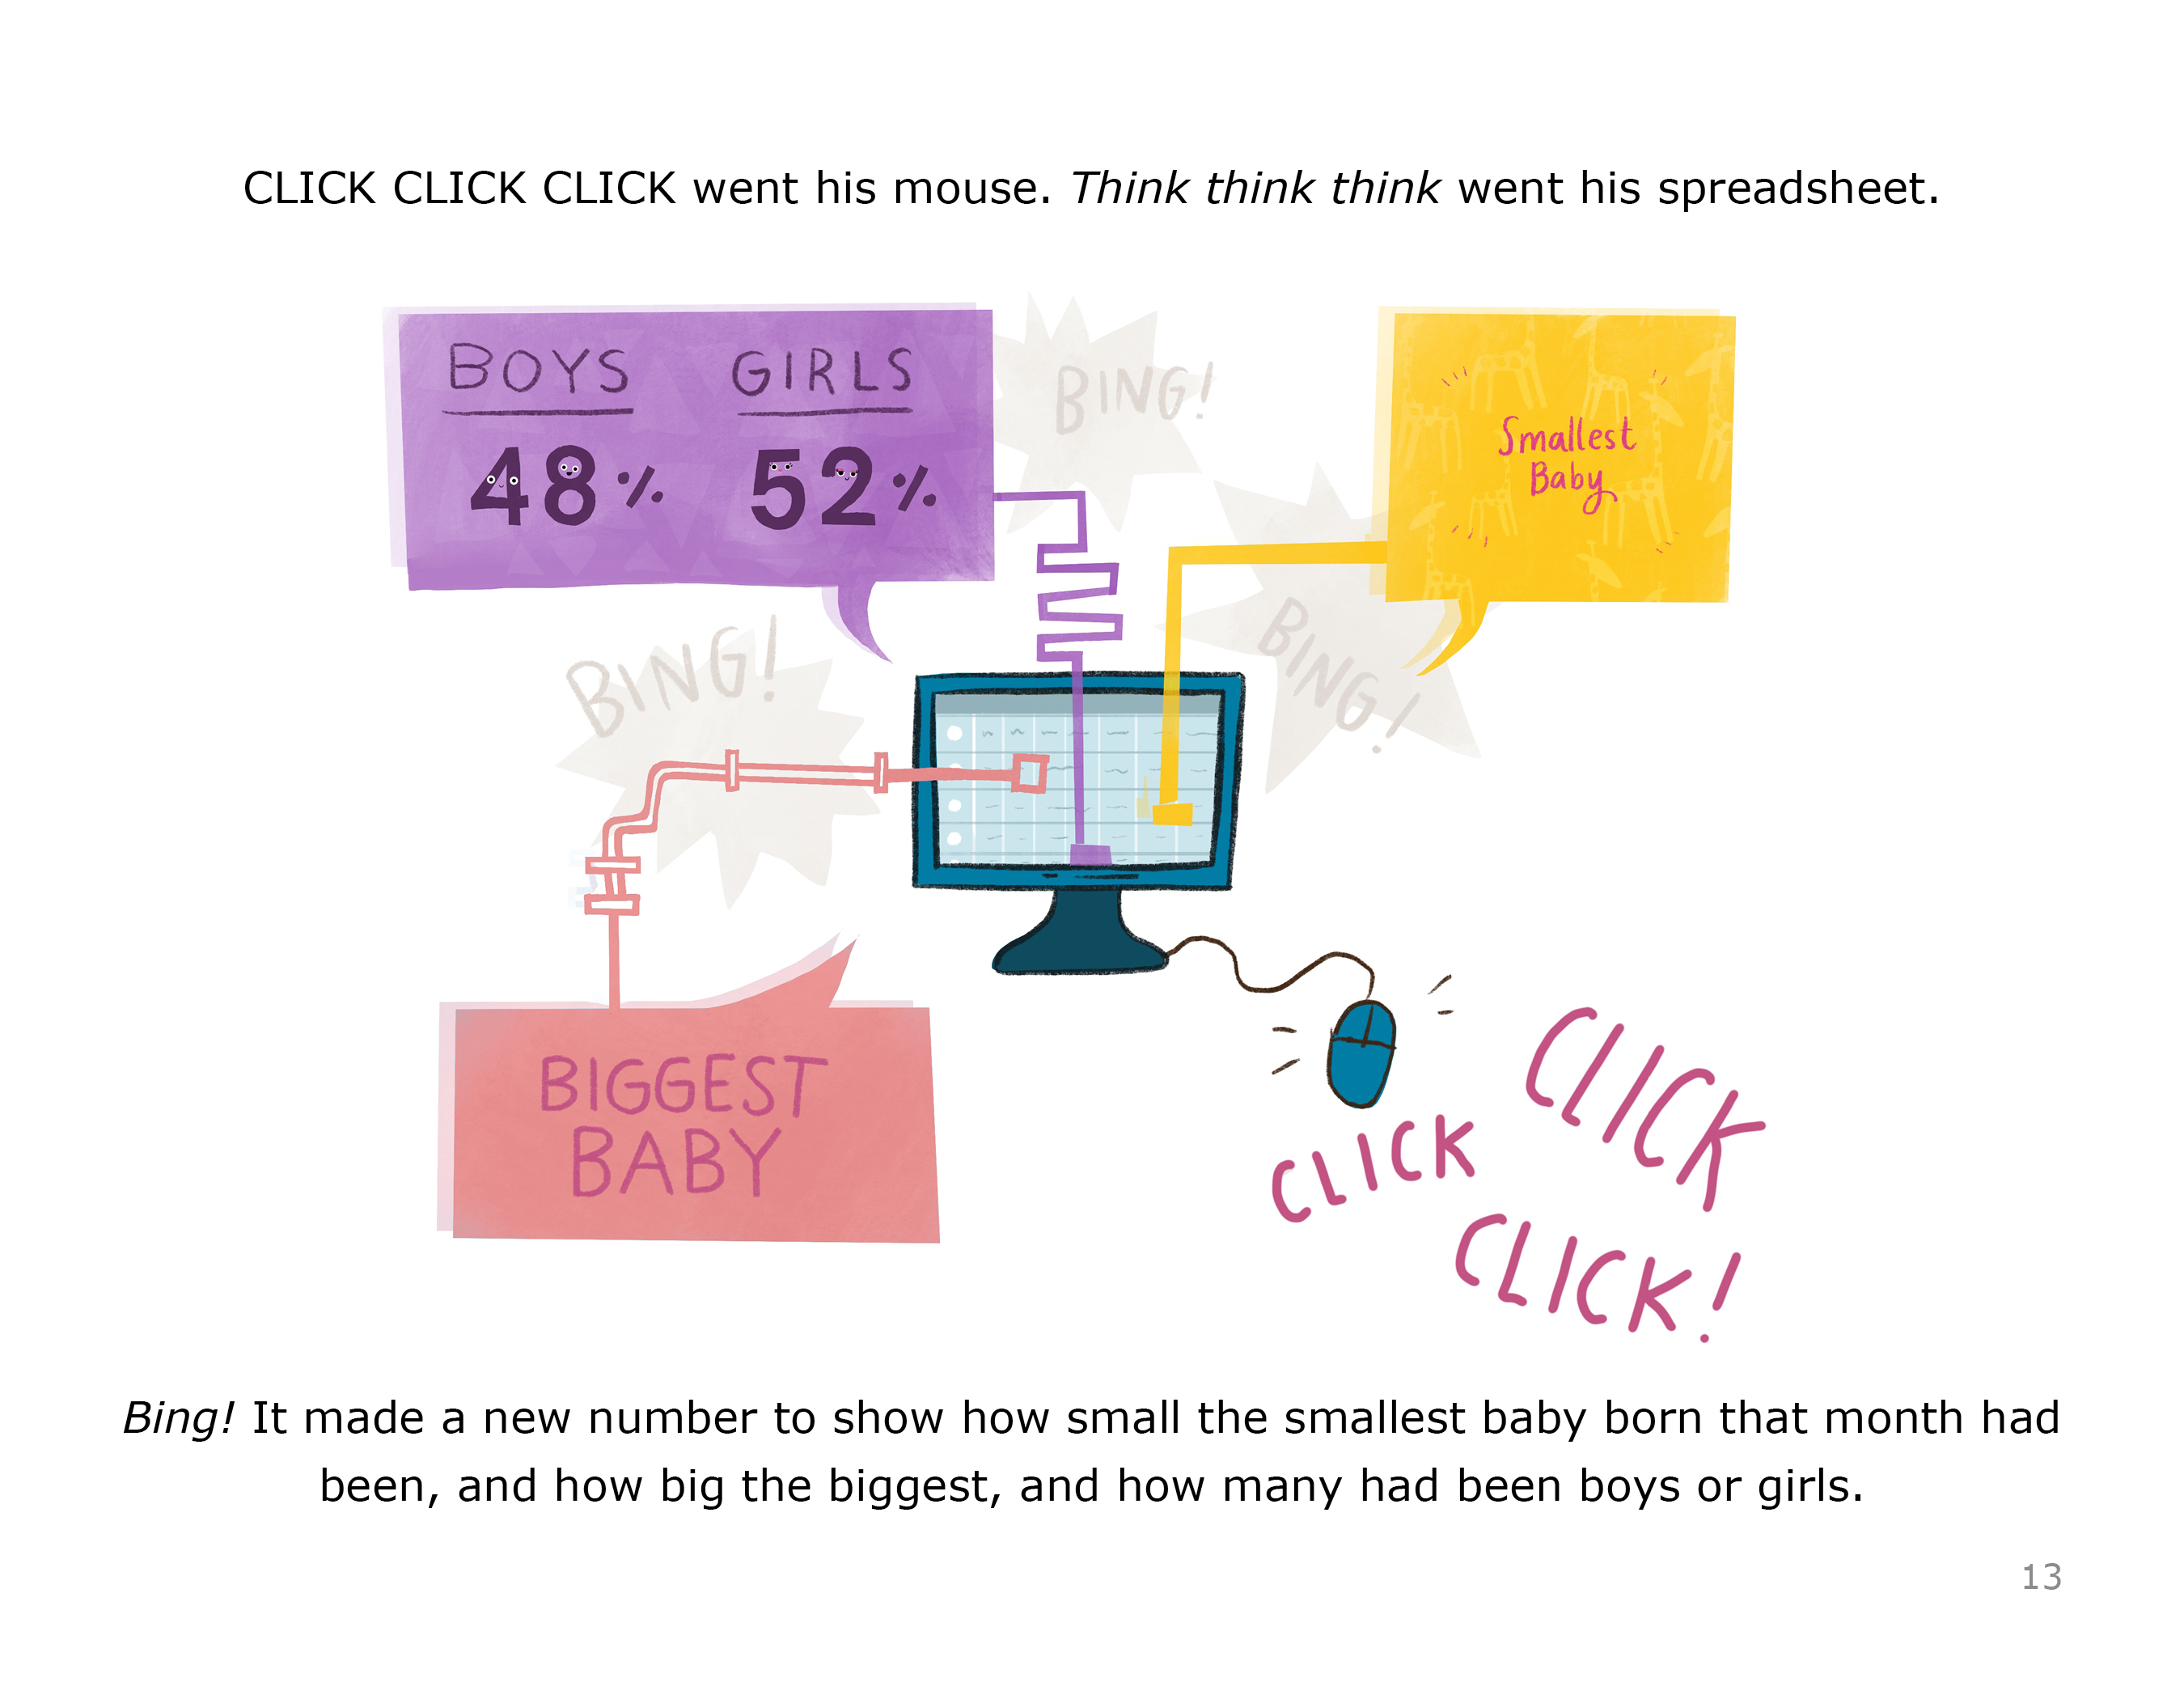 CLICK CLICK CLICK went his mouse. Think think think went his spreadsheet.
BOYS GIRLS
48% 52%
BING!
Smallest
Baby
BING!
BING!
BIGGEST
BABY
CLICK
CLICK
CLICK!
Bing! It made a new number to show how small the smallest baby born that month had
been, and how big the biggest, and how many had been boys or girls.
13